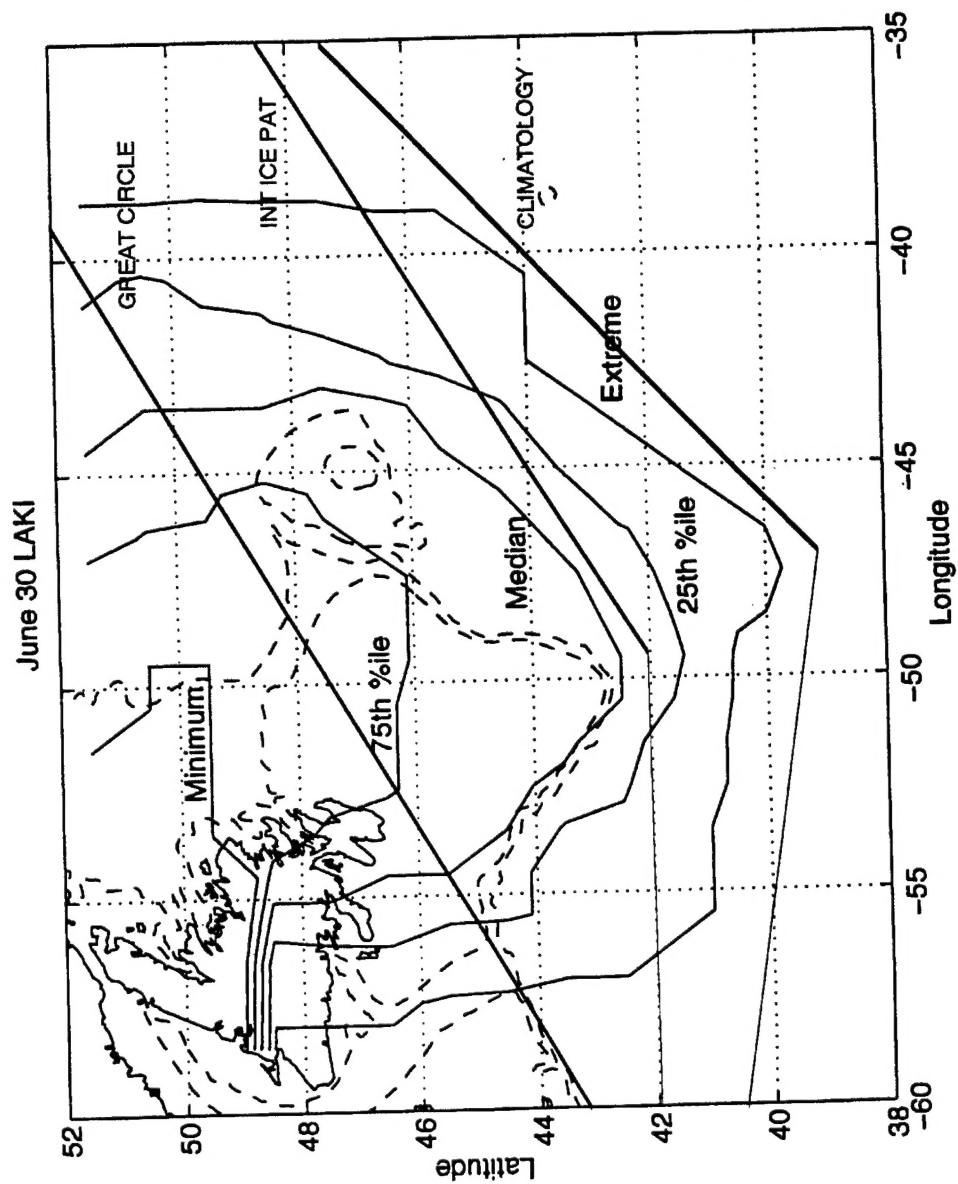 June 30 LAKI
GREAT CIRCLE
INT ICE PAT
CLIMATOLOGY
Minimum
75th %ile
Median
25th %ile
Extreme
Latitude
52
50
48
46
44
42
40
38
-60
-55
-50
-45
-40
-35
Longitude